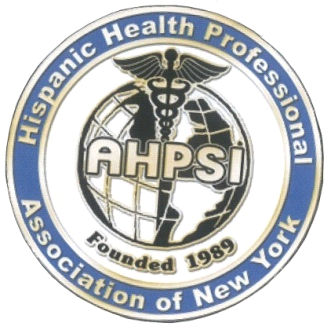 Hispanic Health Professional
AHPSI
Founded 1989
Association of New York